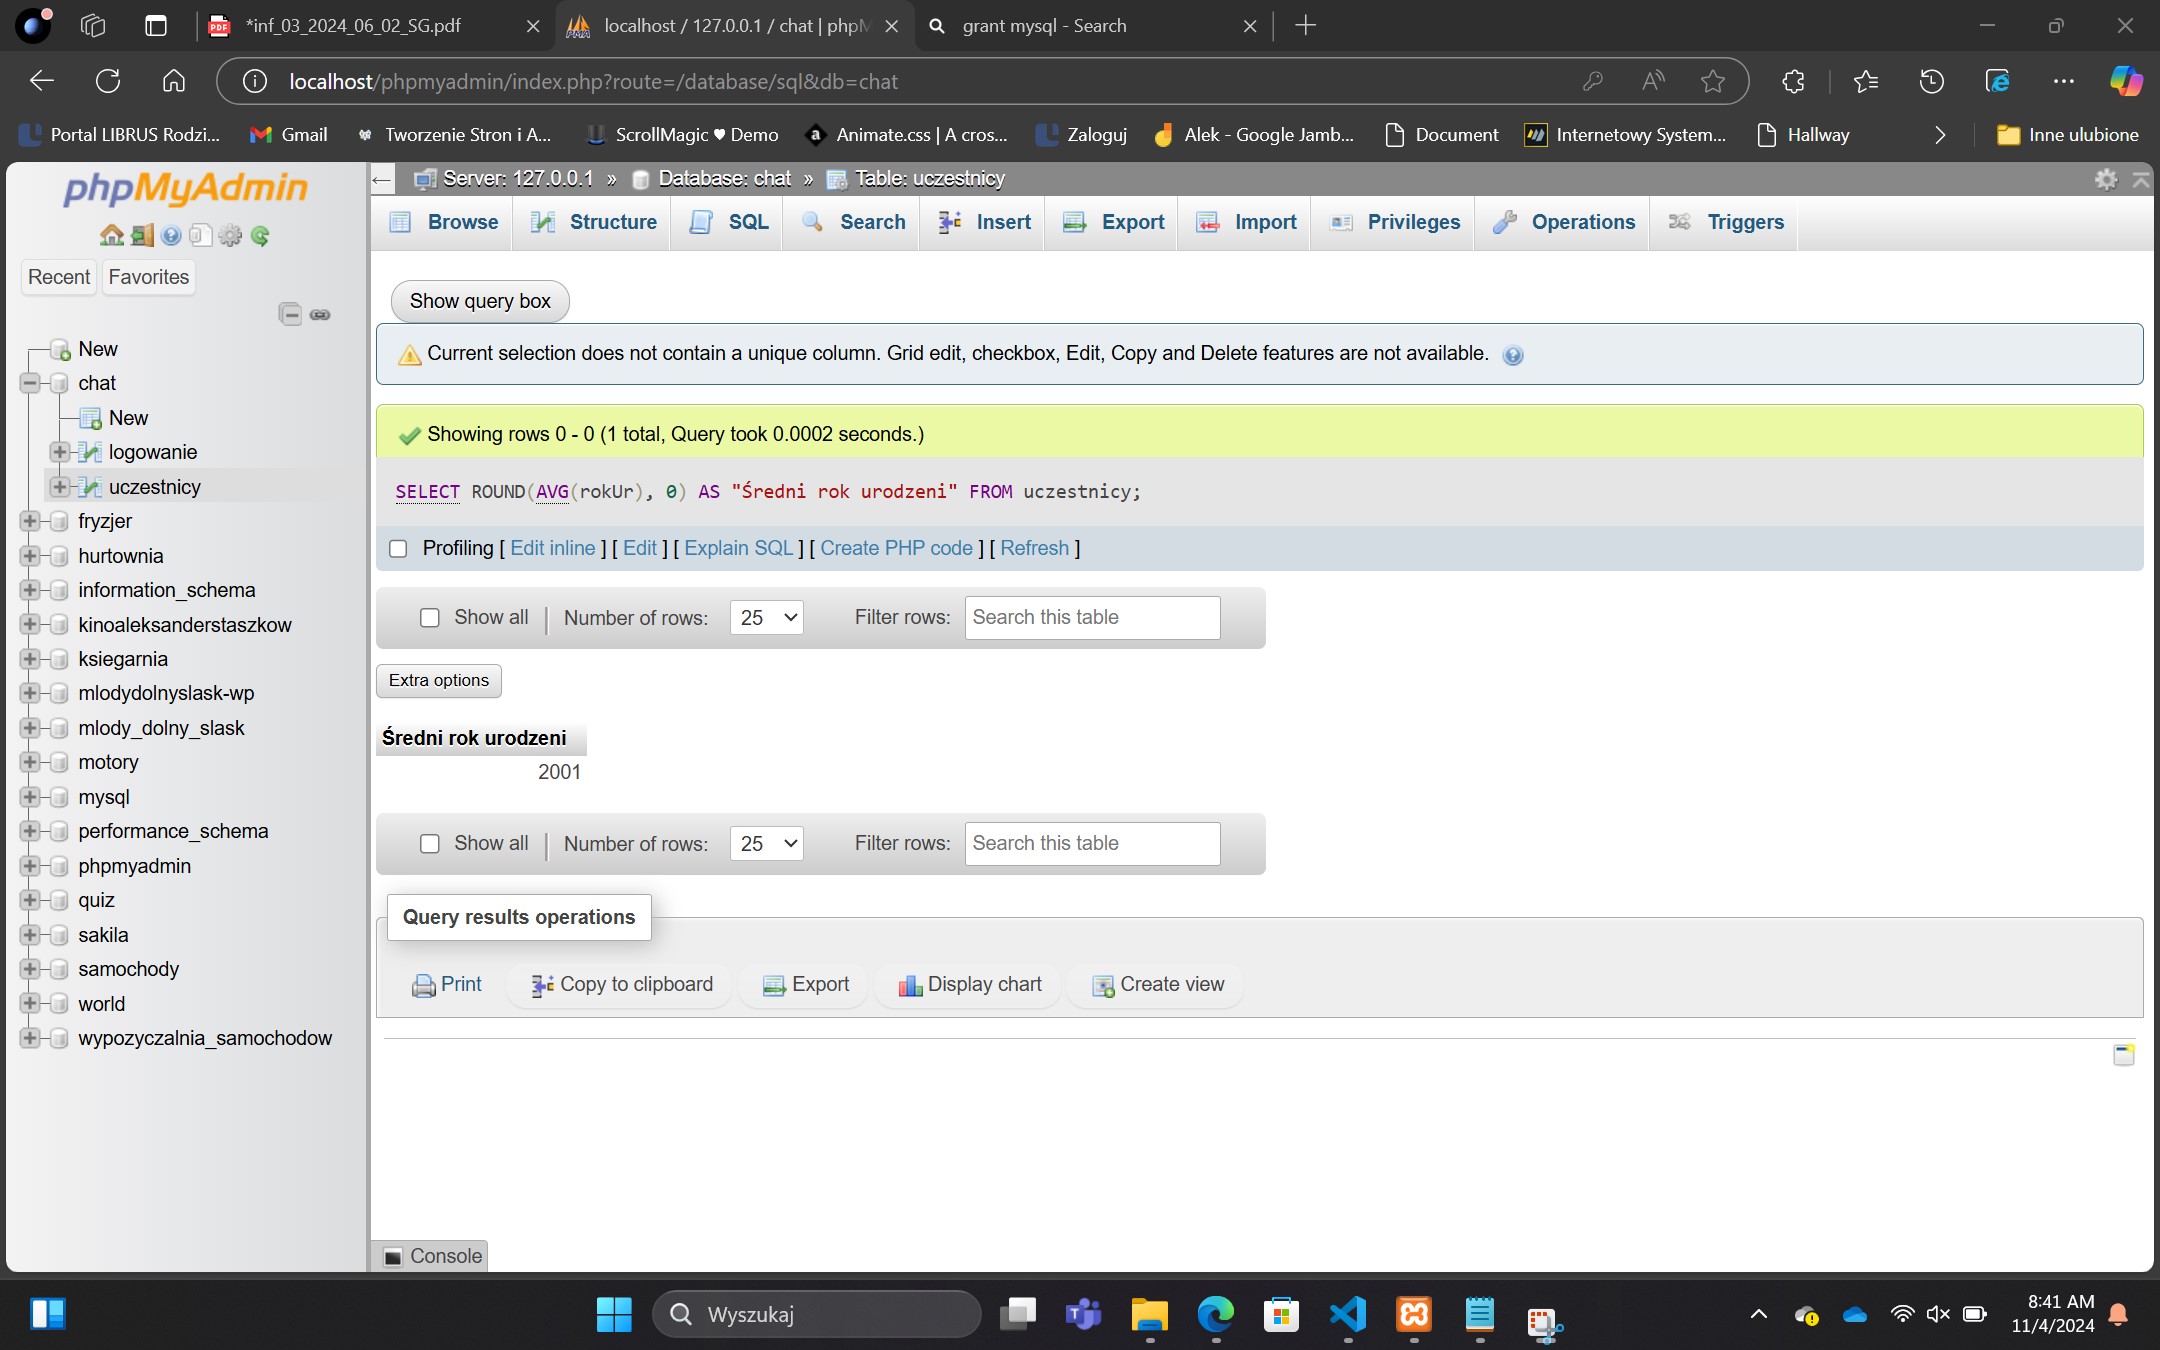 *inf_03_2024_06_02_SG.pdf
localhost / 127.0.0.1 / chat | phpM
grant mysql - Search
localhost/phpmyadmin/index.php?route=/database/sql&db=chat
Portal LIBRUS Rodzi...
Gmail
Tworzenie Stron i A...
ScrollMagic ♥ Demo
Animate.css | A cros...
Zaloguj
Alek - Google Jamb...
Document
Internetowy System...
Hallway
Inne ulubione
phpMyAdmin
Recent
Favorites
New
chat
New
logowanie
uczestnicy
fryzjer
hurtownia
information_schema
kinoaleksanderstaszkow
ksiegarnia
mlodydolnyslask-wp
mlody_dolny_slask
motory
mysql
performance_schema
phpmyadmin
quiz
sakila
samochody
world
wypozyczalnia_samochodow
Server: 127.0.0.1 » Database: chat » Table: uczestnicy
Browse
Structure
SQL
Search
Insert
Export
Import
Privileges
Operations
Triggers
Show query box
Current selection does not contain a unique column. Grid edit, checkbox, Edit, Copy and Delete features are not available.
Showing rows 0 - 0 (1 total, Query took 0.0002 seconds.)
SELECT ROUND(AVG(rokUr), 0) AS "Średni rok urodzeni" FROM uczestnicy;
Profiling [ Edit inline ] [ Edit ] [ Explain SQL ] [ Create PHP code ] [ Refresh ]
Show all | Number of rows: 25 Filter rows: Search this table
Extra options
Średni rok urodzeni
2001
Show all | Number of rows: 25 Filter rows: Search this table
Query results operations
Print
Copy to clipboard
Export
Display chart
Create view
Console
Wyszukaj
8:41 AM
11/4/2024